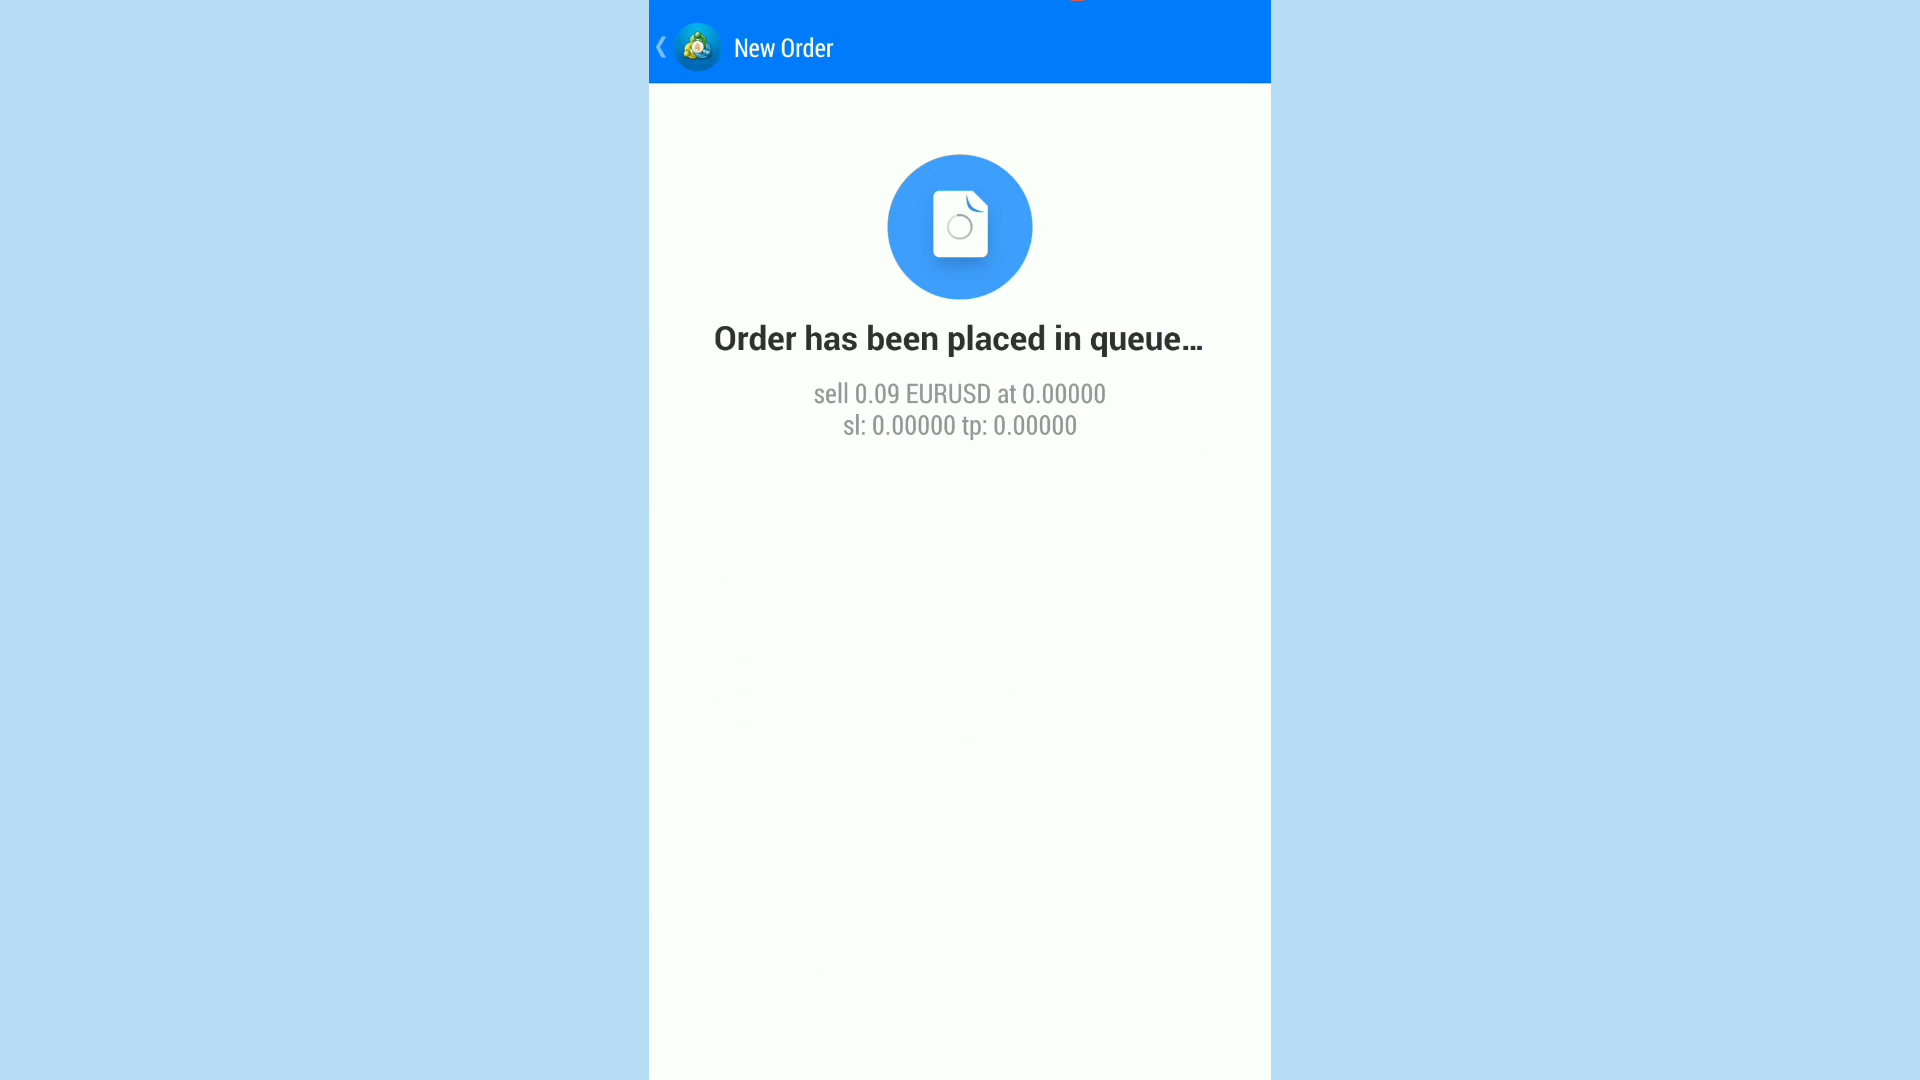 New Order
Order has been placed in queue...
sell 0.09 EURUSD at 0.00000
sl: 0.00000 tp: 0.00000